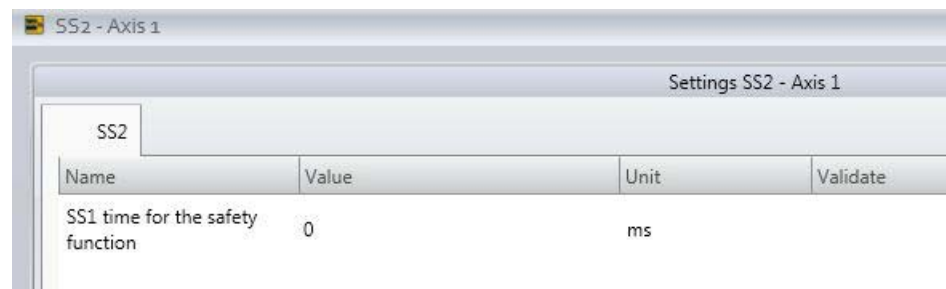 SS2 - Axis 1
Settings SS2 - Axis 1
SS2
Name Value Unit Validate
SS1 time for the safety
function 0 ms